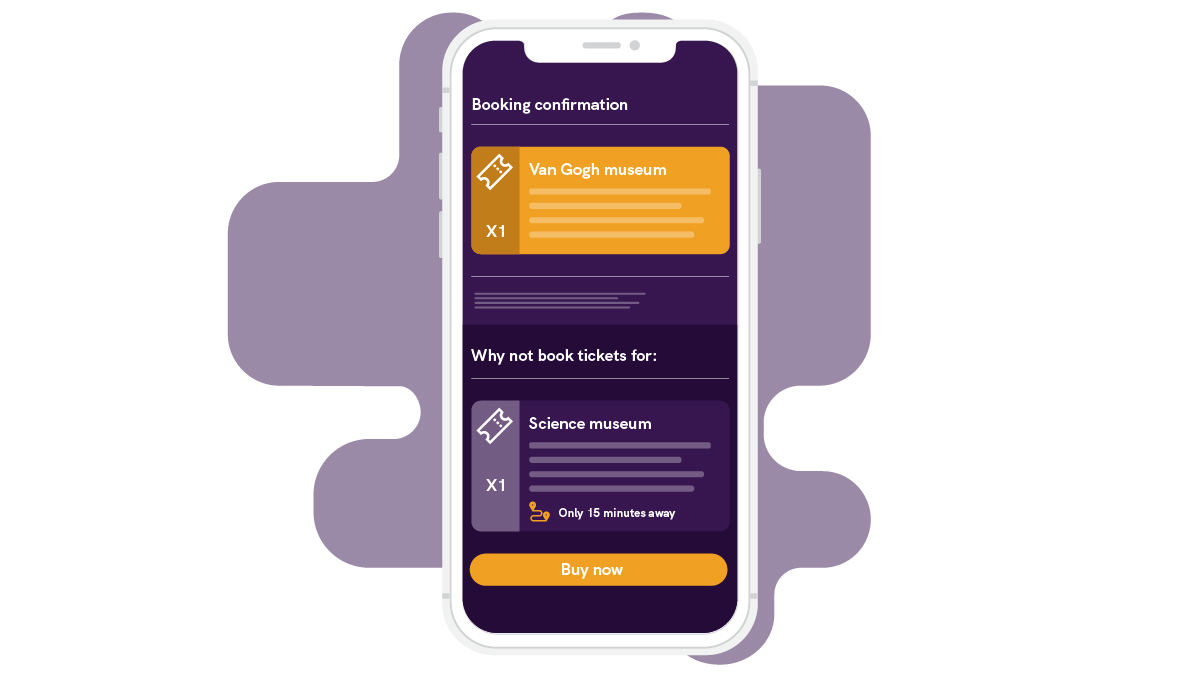 Booking confirmation
Van Gogh museum
X1
Why not book tickets for:
Science museum
X1
Only 15 minutes away
Buy now